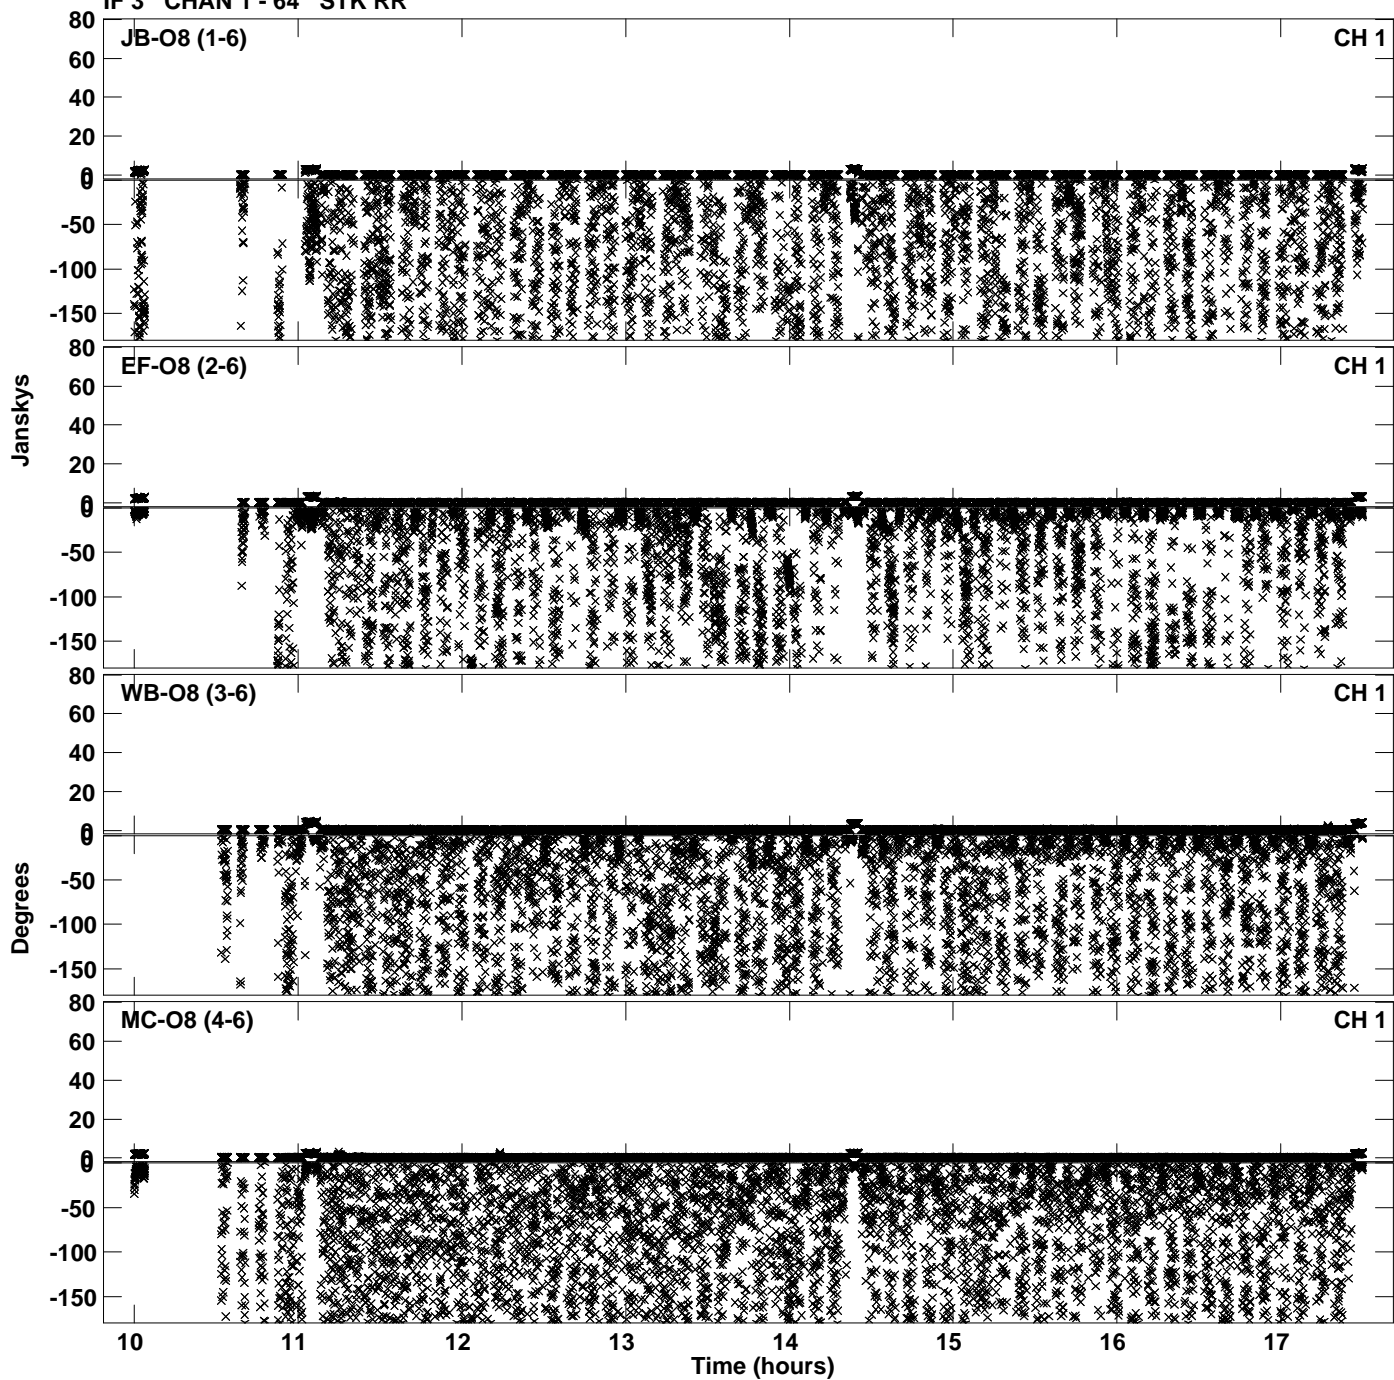 IF 3 CHAN 1 - 64 STK RR
JB-O8 (1-6)
CH 1
80
60
40
20
0
0
-50
-100
-150
EF-O8 (2-6)
CH 1
80
60
40
20
0
0
-50
-100
-150
Janskys
WB-O8 (3-6)
CH 1
80
60
40
20
0
0
-50
-100
-150
Degrees
MC-O8 (4-6)
CH 1
80
60
40
20
0
0
-50
-100
-150
10 11 12 13 14 15 16 17
Time (hours)